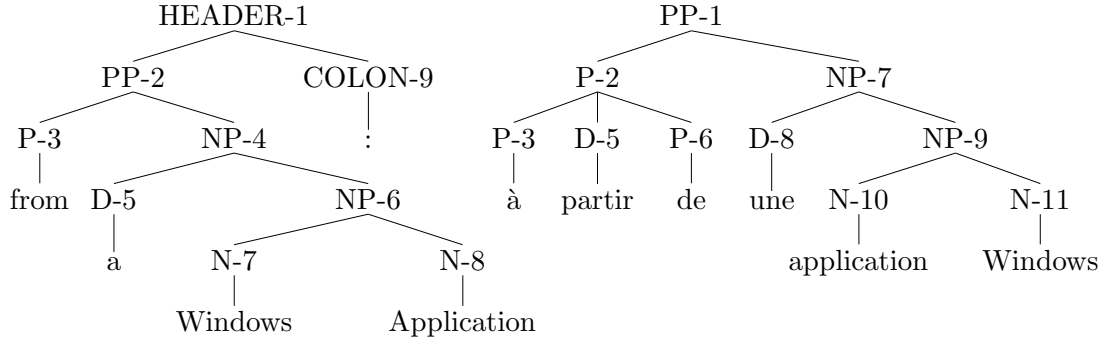 HEADER-1 PP-1
PP-2 COLON-9 P-2 NP-7
P-3 NP-4 : P-3 D-5 P-6 D-8 NP-9
from D-5 NP-6 à partir de une N-10 N-11
a N-7 N-8 application Windows
Windows Application